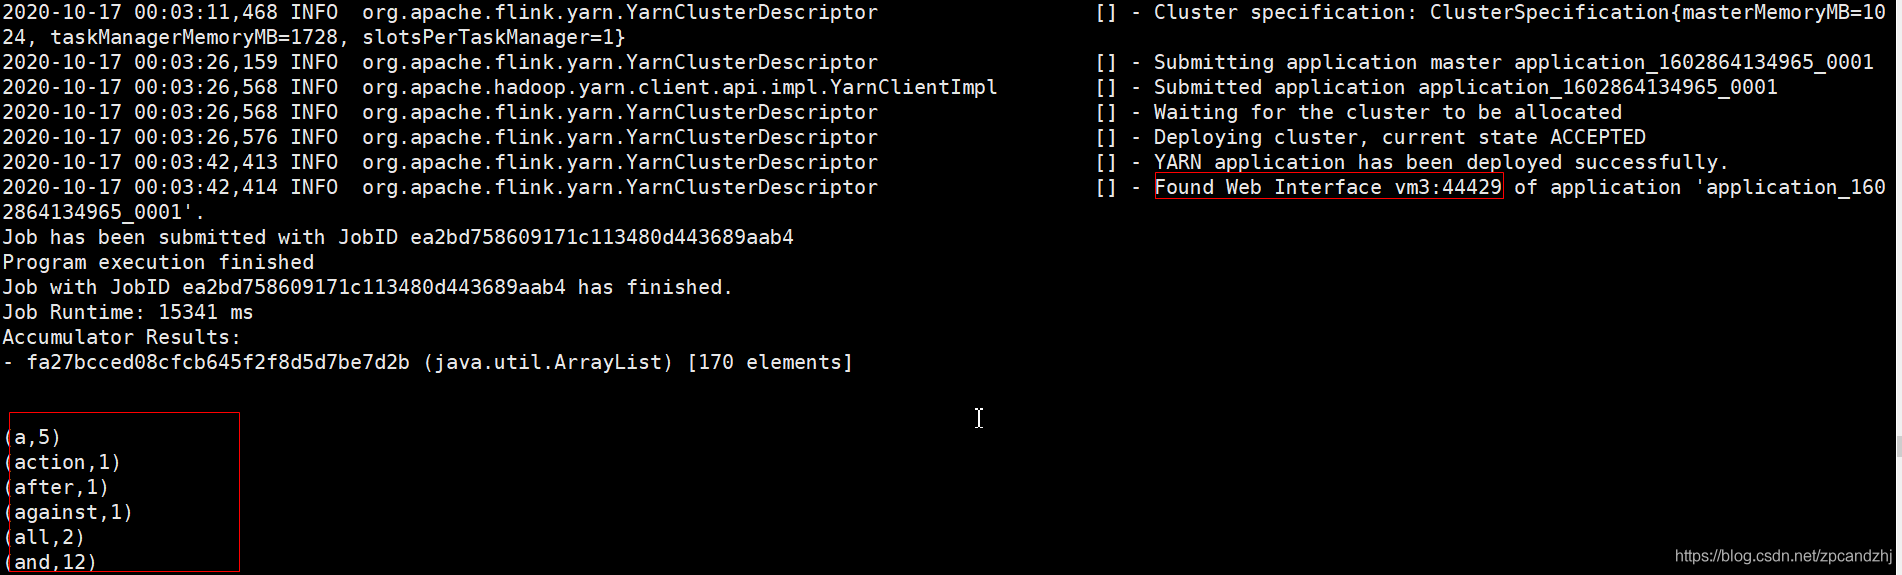 2020-10-17 00:03:11,468 INFO  org.apache.flink.yarn.YarnClusterDescriptor                  [] - Cluster specification: ClusterSpecification{masterMemoryMB=10
24, taskManagerMemoryMB=1728, slotsPerTaskManager=1}
2020-10-17 00:03:26,159 INFO  org.apache.flink.yarn.YarnClusterDescriptor                  [] - Submitting application master application_1602864134965_0001
2020-10-17 00:03:26,568 INFO  org.apache.hadoop.yarn.client.api.impl.YarnClientImpl        [] - Submitted application application_1602864134965_0001
2020-10-17 00:03:26,568 INFO  org.apache.flink.yarn.YarnClusterDescriptor                  [] - Waiting for the cluster to be allocated
2020-10-17 00:03:26,576 INFO  org.apache.flink.yarn.YarnClusterDescriptor                  [] - Deploying cluster, current state ACCEPTED
2020-10-17 00:03:42,413 INFO  org.apache.flink.yarn.YarnClusterDescriptor                  [] - YARN application has been deployed successfully.
2020-10-17 00:03:42,414 INFO  org.apache.flink.yarn.YarnClusterDescriptor                  [] - Found Web Interface vm3:44429 of application 'application_160
2864134965_0001'.
Job has been submitted with JobID ea2bd758609171c113480d443689aab4
Program execution finished
Job with JobID ea2bd758609171c113480d443689aab4 has finished.
Job Runtime: 15341 ms
Accumulator Results:
- fa27bcced08cfcb645f2f8d5d7be7d2b (java.util.ArrayList) [170 elements]
(a,5)
(action,1)
(after,1)
(against,1)
(all,2)
(and,12)
https://blog.csdn.net/zpcandzhj